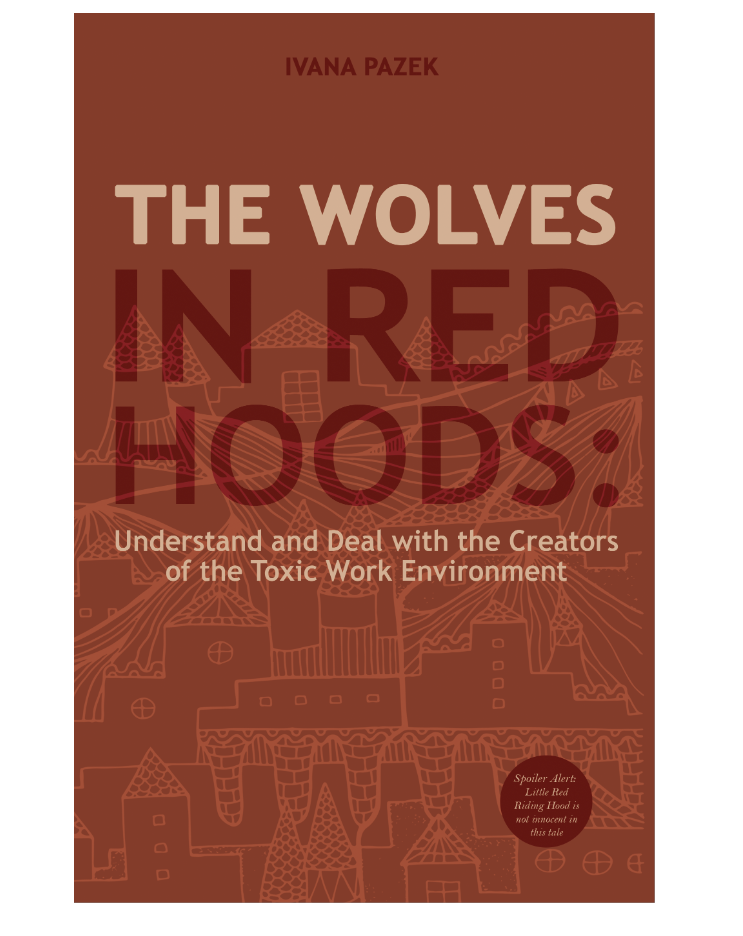 IVANA PAZEK
THE WOLVES
IN RED
HOODS:
Understand and Deal with the Creators
of the Toxic Work Environment
Spoiler Alert:
Little Red
Riding Hood is
not innocent in
this tale